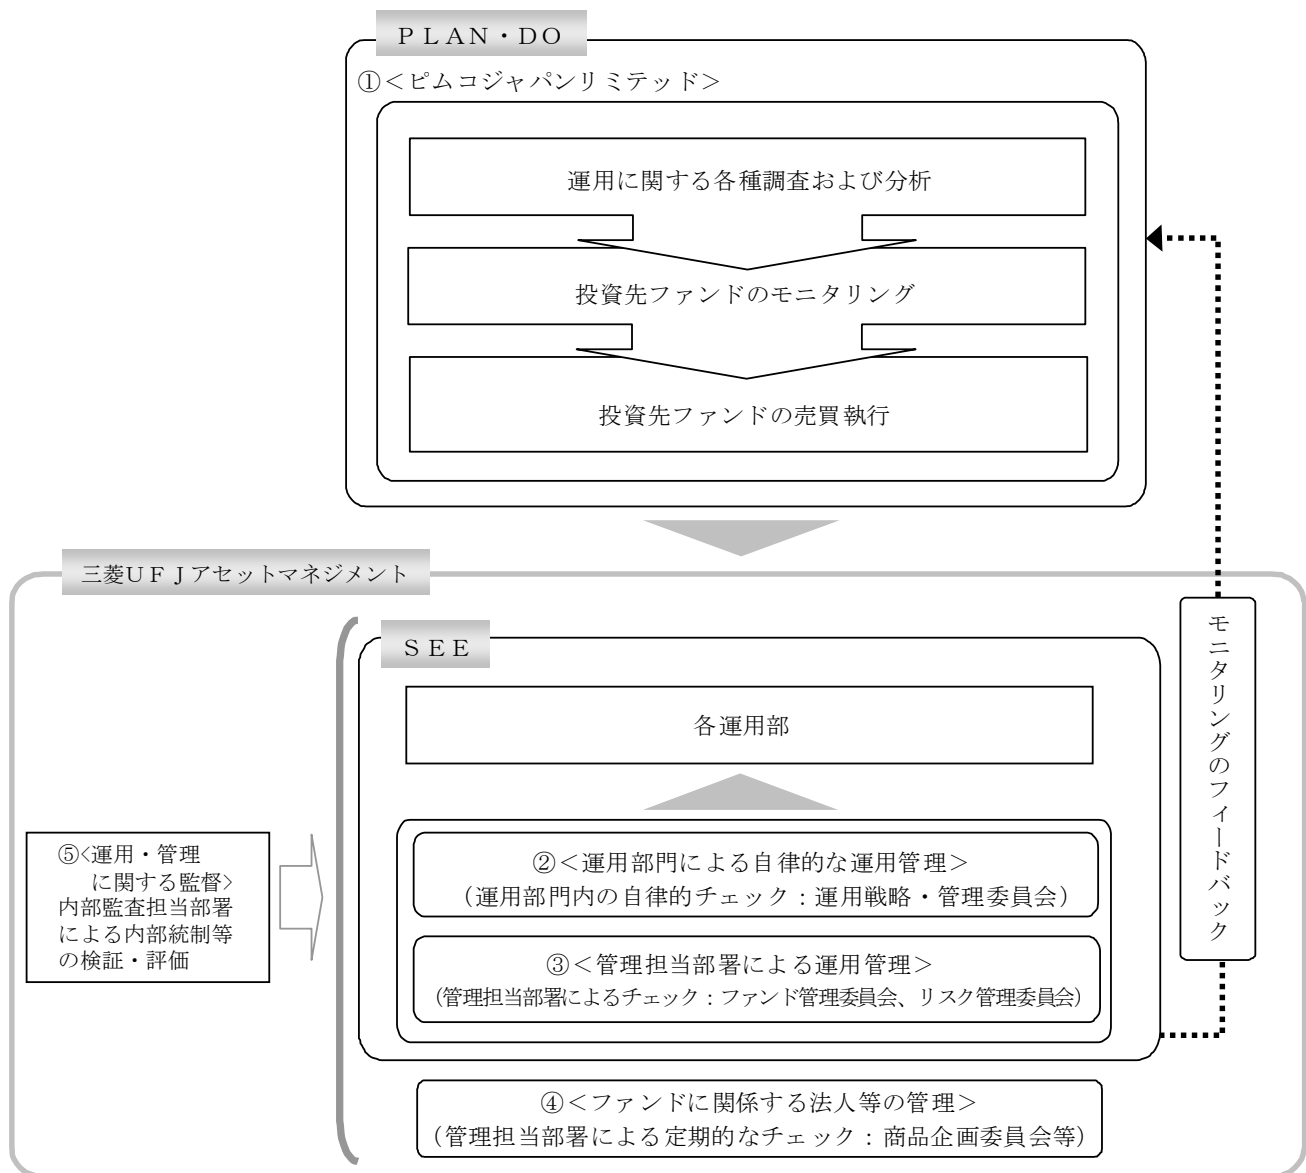 ＰＬＡＮ・ＤＯ
①＜ピムコジャパンリミテッド＞
運用に関する各種調査および分析
投資先ファンドのモニタリング
投資先ファンドの売買執行
三菱ＵＦＪアセットマネジメント
ＳＥＥ
各運用部
②＜運用部門による自律的な運用管理＞
（運用部門内の自律的チェック：運用戦略・管理委員会）
③＜管理担当部署による運用管理＞
（管理担当部署によるチェック：ファンド管理委員会、リスク管理委員会）
④＜ファンドに関係する法人等の管理＞
（管理担当部署による定期的なチェック：商品企画委員会等）
⑤<運用・管理
に関する監督>
内部監査担当部署
による内部統制等
の検証・評価
モニタリングのフィードバック